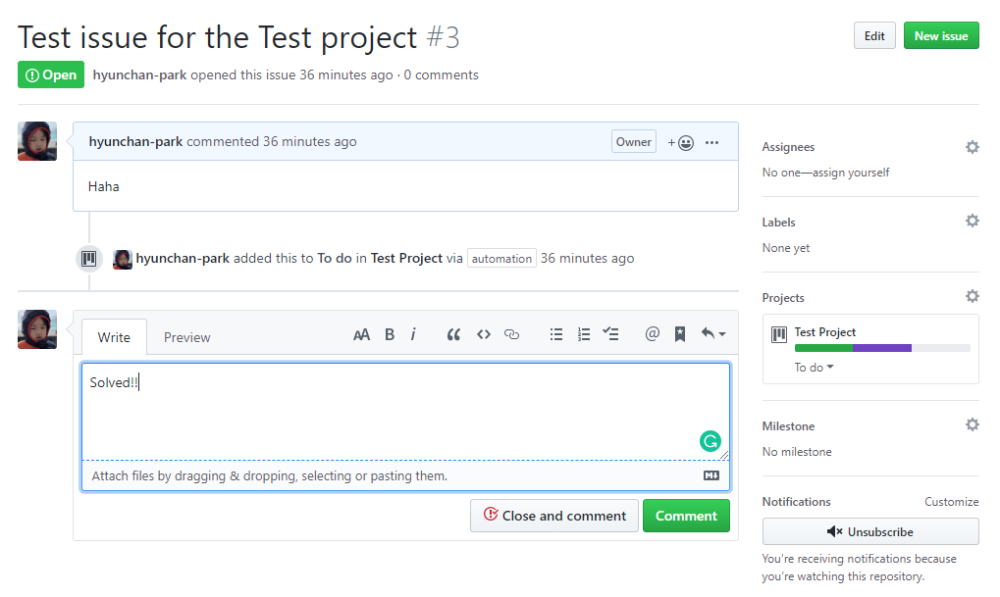 Test issue for the Test project #3
Edit
New issue
Open
hyunchan-park opened this issue 36 minutes ago · 0 comments
hyunchan-park commented 36 minutes ago
Owner
Haha
hyunchan-park added this to To do in Test Project via automation 36 minutes ago
Write
Preview
AA B i
Solved!!
Attach files by dragging & dropping, selecting or pasting them.
Close and comment
Comment
Assignees
No one—assign yourself
Labels
None yet
Projects
Test Project
To do
Milestone
No milestone
Notifications
Customize
Unsubscribe
You’re receiving notifications because
you’re watching this repository.